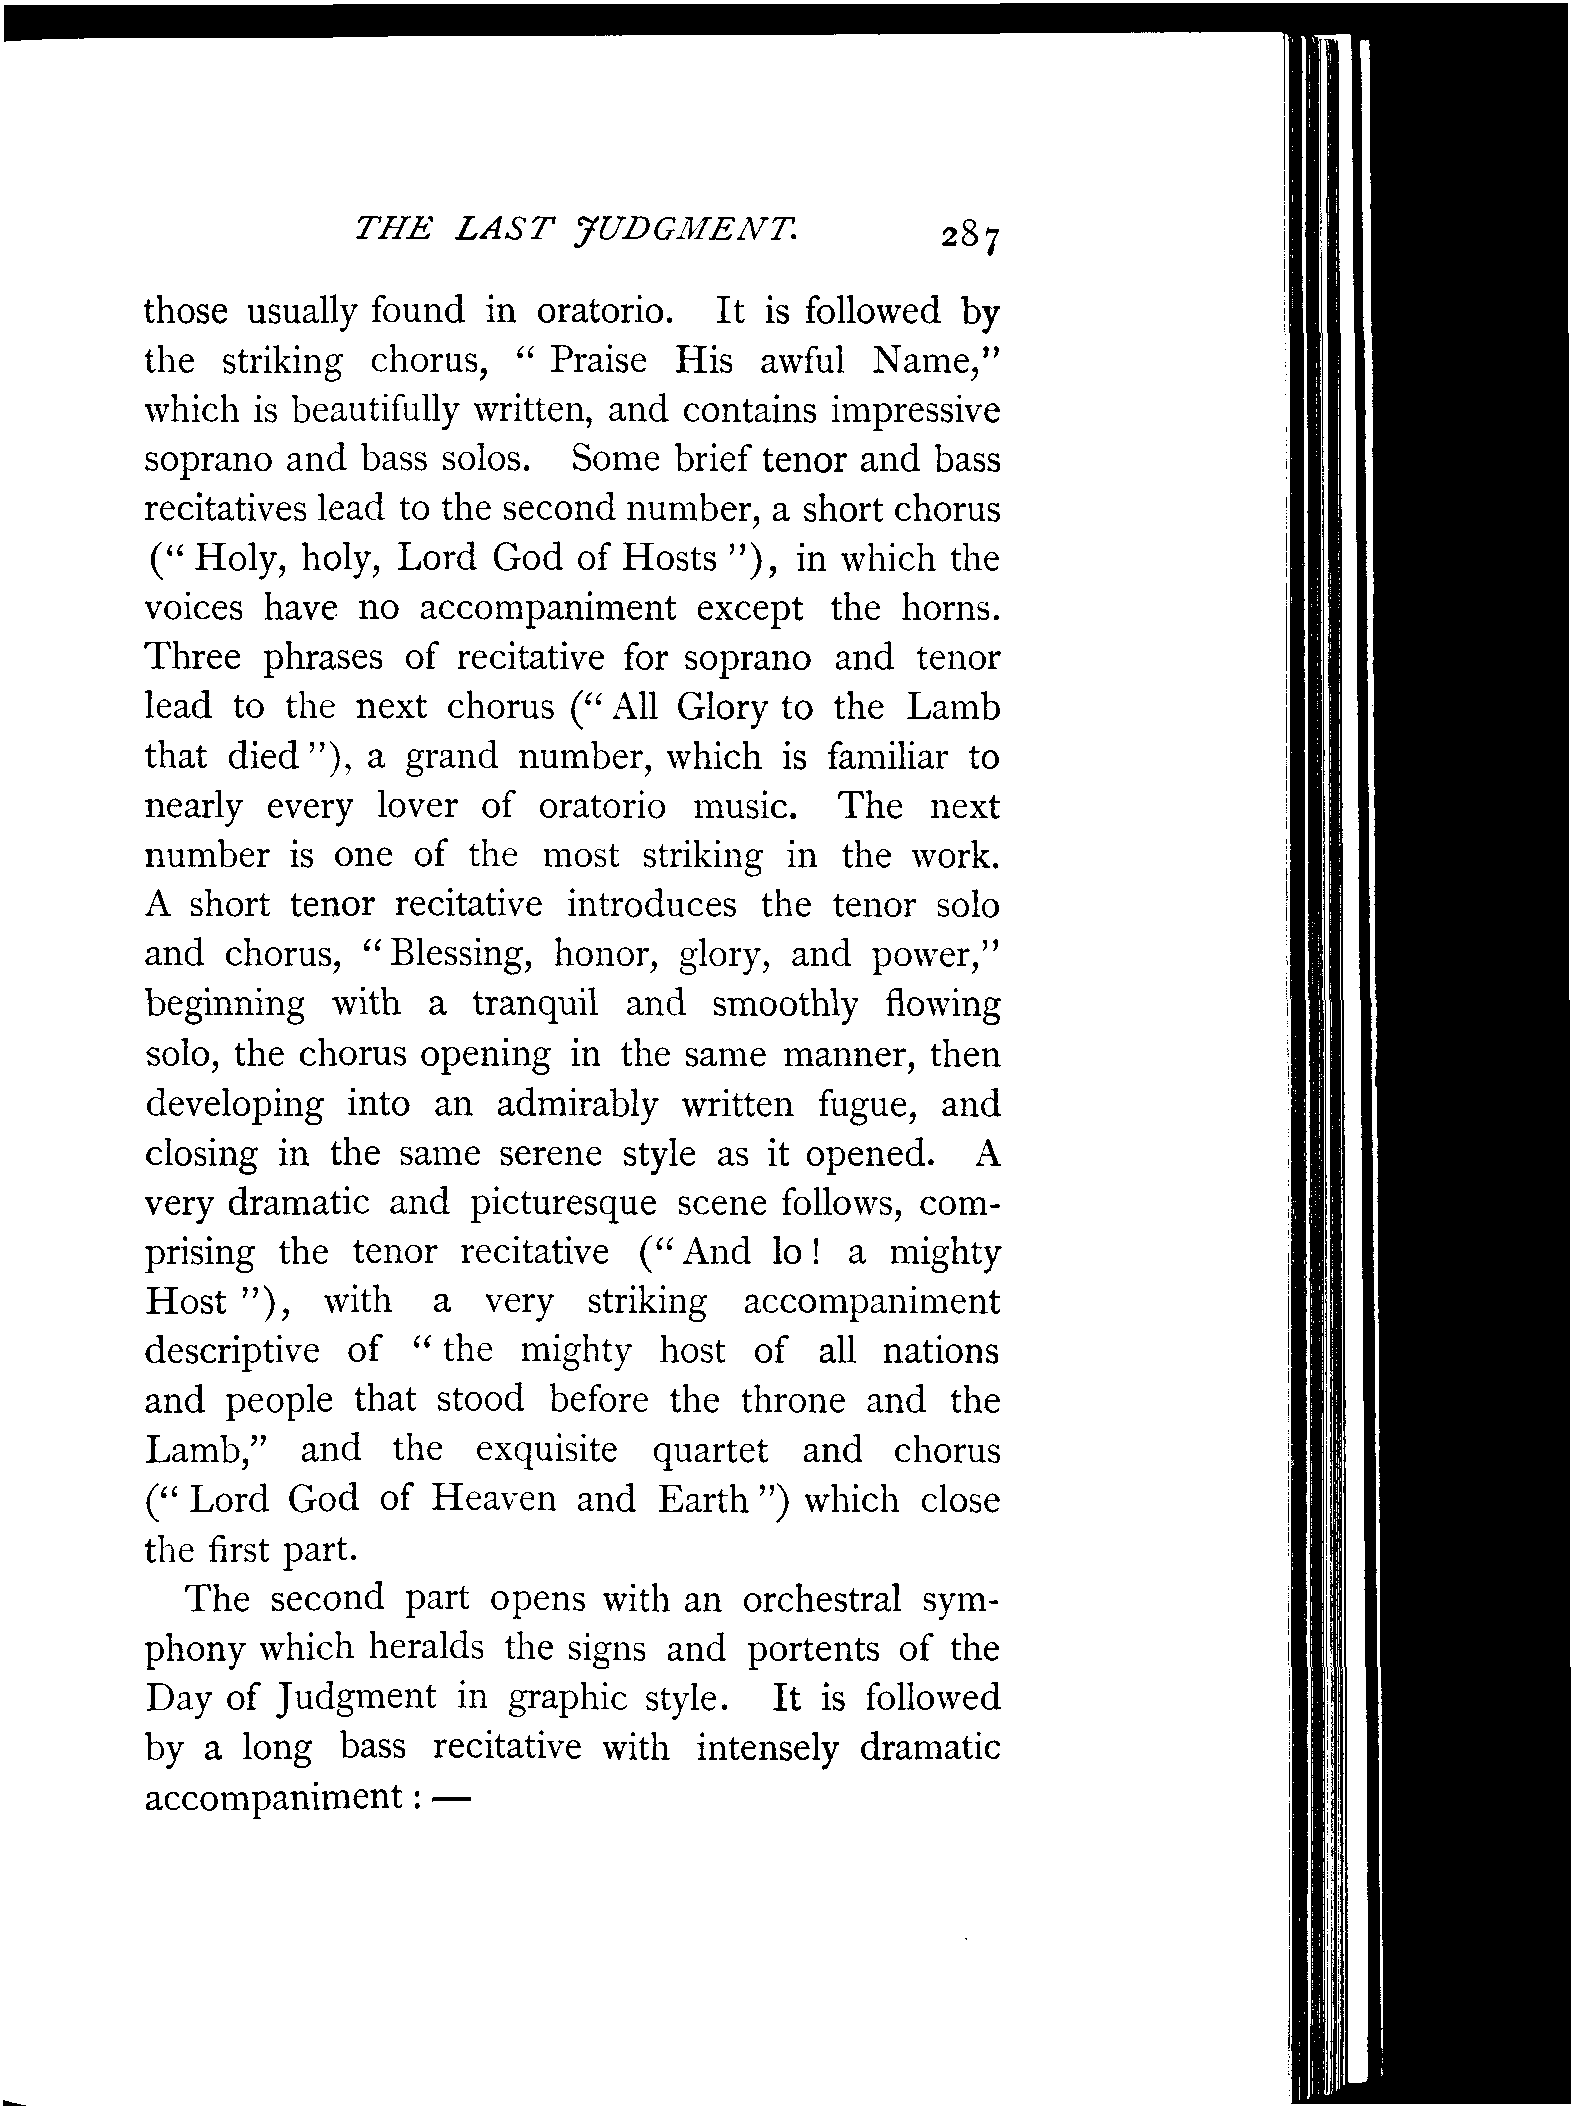 THE LAST JUDGMENT. 287
those usually found in oratorio. It is followed by
the striking chorus, " Praise His awful Name,"
which is beautifully written, and contains impressive
soprano and bass solos. Some brief tenor and bass
recitatives lead to the second number, a short chorus
(" Holy, holy, Lord God of Hosts "), in which the
voices have no accompaniment except the horns.
Three phrases of recitative for soprano and tenor
lead to the next chorus (" All Glory to the Lamb
that died "), a grand number, which is familiar to
nearly every lover of oratorio music. The next
number is one of the most striking in the work.
A short tenor recitative introduces the tenor solo
and chorus, " Blessing, honor, glory, and power,"
beginning with a tranquil and smoothly flowing
solo, the chorus opening in the same manner, then
developing into an admirably written fugue, and
closing in the same serene style as it opened. A
very dramatic and picturesque scene follows, com-
prising the tenor recitative (" And lo ! a mighty
Host "), with a very striking accompaniment
descriptive of " the mighty host of all nations
and people that stood before the throne and the
Lamb," and the exquisite quartet and chorus
(" Lord God of Heaven and Earth ") which close
the first part.
The second part opens with an orchestral sym-
phony which heralds the signs and portents of the
Day of Judgment in graphic style. It is followed
by a long bass recitative with intensely dramatic
accompaniment : —